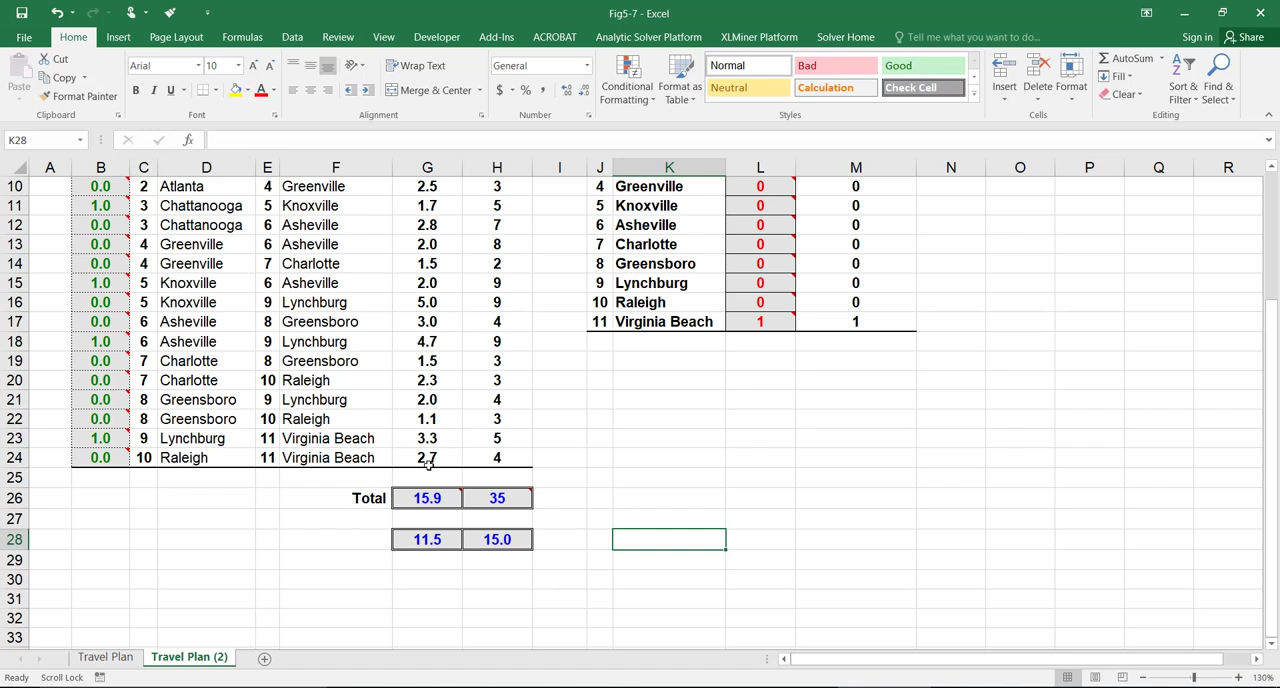 Fig5-7 - Excel
File Home Insert Page Layout Formulas Data Review View Developer Add-Ins ACROBAT Analytic Solver Platform XLMiner Platform Solver Home Tell me what you want to do... Sign in Share
Paste Cut Copy Format Painter
Arial 10 A A
B I U A
Wrap Text
Merge & Center
General
$ % ,
Conditional Formatting Format as Table
Normal Bad Good
Neutral Calculation Check Cell
Insert Delete Format
AutoSum Fill Clear
Sort & Filter Find & Select
Clipboard Font Alignment Number Styles Cells Editing
K28 fx
A B C D E F G H I J K L M N O P Q R
10 0.0 2 Atlanta 4 Greenville 2.5 3 4 Greenville 0 0
11 1.0 3 Chattanooga 5 Knoxville 1.7 5 5 Knoxville 0 0
12 0.0 3 Chattanooga 6 Asheville 2.8 7 6 Asheville 0 0
13 0.0 4 Greenville 6 Asheville 2.0 8 7 Charlotte 0 0
14 0.0 4 Greenville 7 Charlotte 1.5 2 8 Greensboro 0 0
15 1.0 5 Knoxville 6 Asheville 2.0 9 9 Lynchburg 0 0
16 0.0 5 Knoxville 9 Lynchburg 5.0 9 10 Raleigh 0 0
17 0.0 6 Asheville 8 Greensboro 3.0 4 11 Virginia Beach 1 1
18 1.0 6 Asheville 9 Lynchburg 4.7 9
19 0.0 7 Charlotte 8 Greensboro 1.5 3
20 0.0 7 Charlotte 10 Raleigh 2.3 3
21 0.0 8 Greensboro 9 Lynchburg 2.0 4
22 0.0 8 Greensboro 10 Raleigh 1.1 3
23 1.0 9 Lynchburg 11 Virginia Beach 3.3 5
24 0.0 10 Raleigh 11 Virginia Beach 2.7 4
25
26 Total 15.9 35
27
28 11.5 15.0
29
30
31
32
33
Travel Plan Travel Plan (2)
Ready Scroll Lock 130%